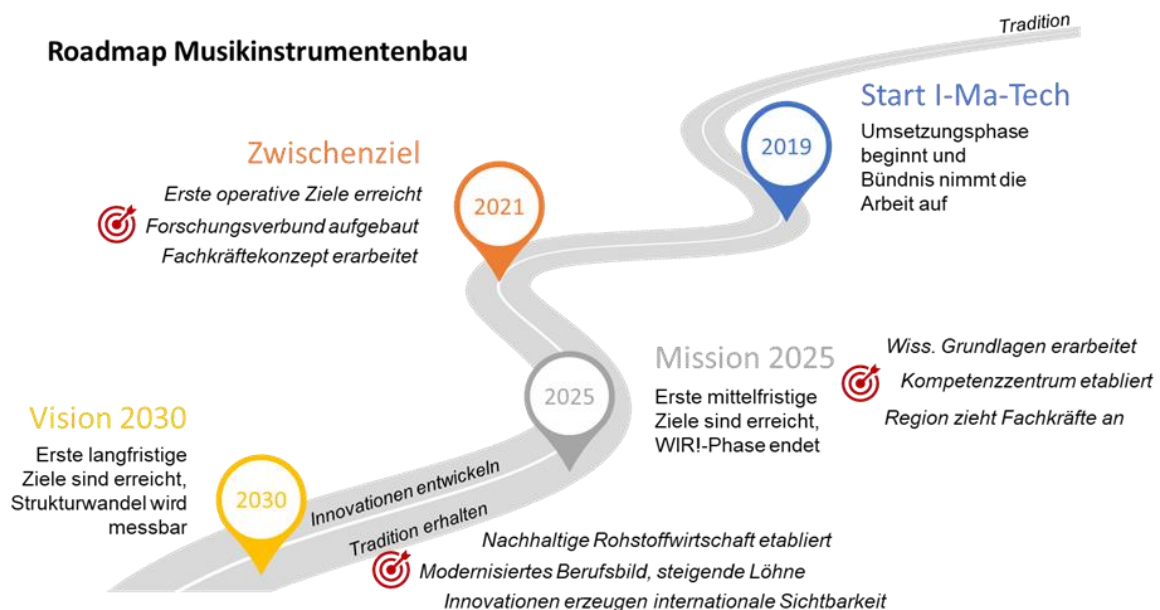 Roadmap Musikinstrumentenbau
Tradition
Start I-Ma-Tech
2019
Umsetzungsphase
beginnt und
Bündnis nimmt die
Arbeit auf
Zwischenziel
2021
Erste operative Ziele erreicht
Forschungsverbund aufgebaut
Fachkräftekonzept erarbeitet
Mission 2025
2025
Erste mittelfristige
Ziele sind erreicht,
WIR!-Phase endet
Wiss. Grundlagen erarbeitet
Kompetenzzentrum etabliert
Region zieht Fachkräfte an
Vision 2030
2030
Erste langfristige
Ziele sind erreicht,
Strukturwandel wird
messbar
Innovationen entwickeln
Tradition erhalten
Nachhaltige Rohstoffwirtschaft etabliert
Modernisiertes Berufsbild, steigende Löhne
Innovationen erzeugen internationale Sichtbarkeit